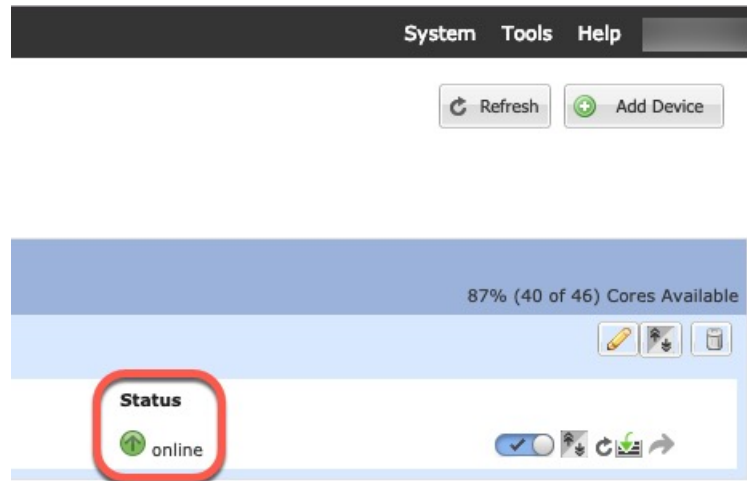 System Tools Help
Refresh Add Device
87% (40 of 46) Cores Available
Status
online